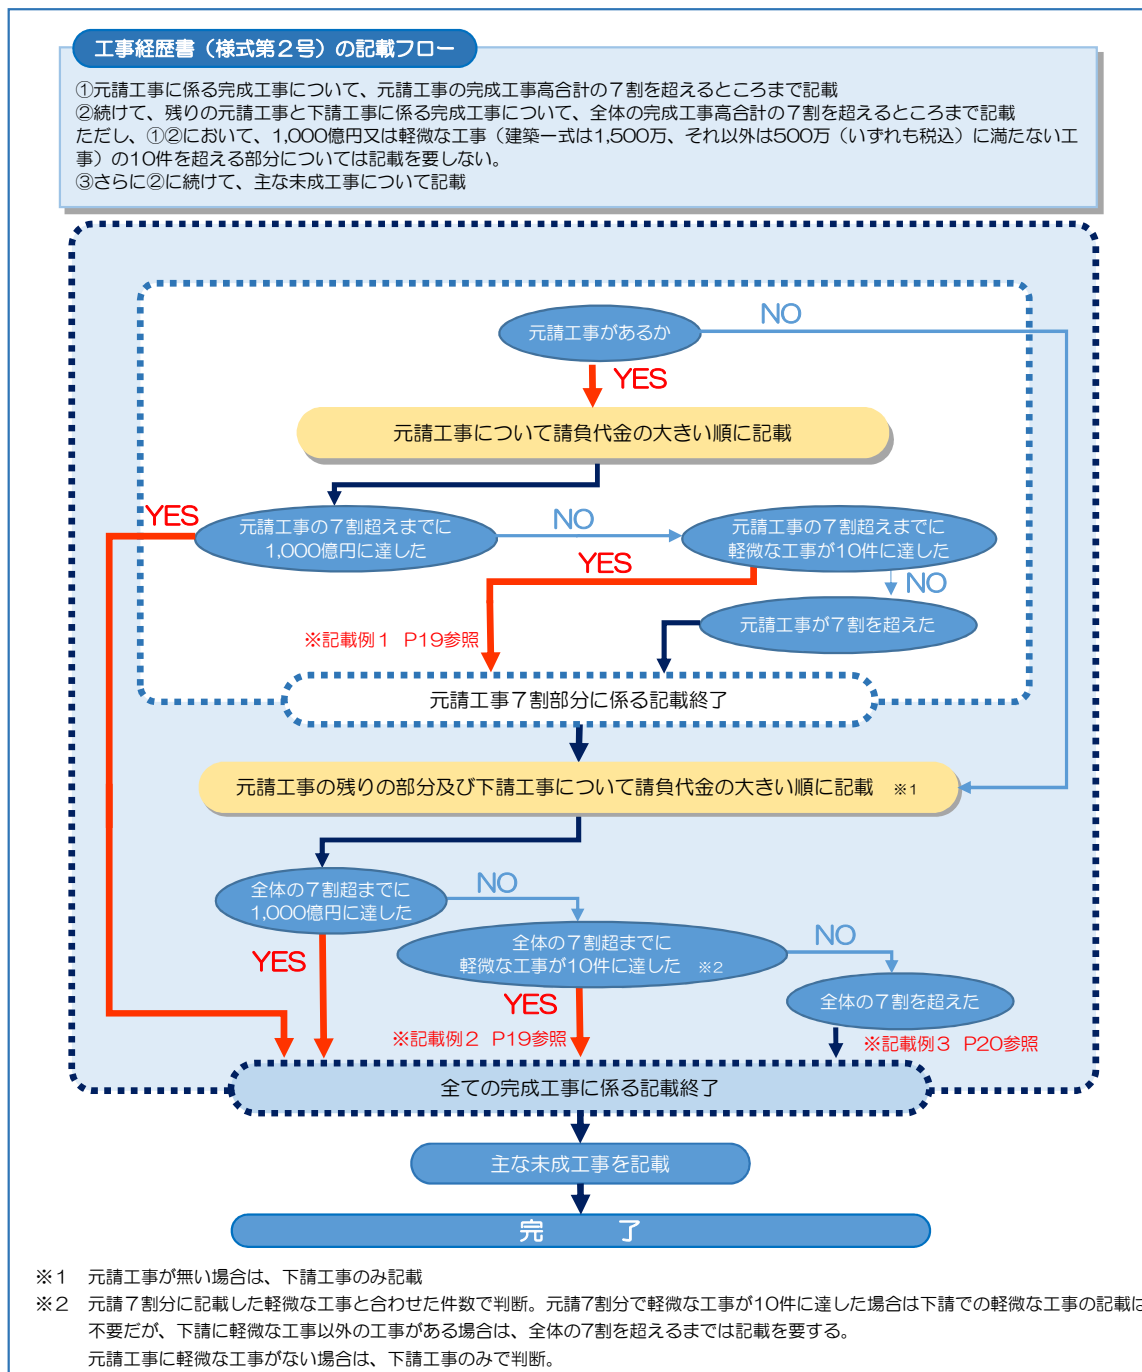 工事経歴書（様式第２号）の記載フロー
①元請工事に係る完成工事について、元請工事の完成工事高合計の７割を超えるところまで記載
②続けて、残りの元請工事と下請工事に係る完成工事について、全体の完成工事高合計の７割を超えるところまで記載
ただし、①②において、1,000億円又は軽微な工事（建築一式は1,500万、それ以外は500万（いずれも税込）に満たない工
事）の10件を超える部分については記載を要しない。
③さらに②に続けて、主な未成工事について記載
元請工事があるか
NO
YES
元請工事について請負代金の大きい順に記載
YES
元請工事の７割超えまでに
1,000億円に達した
NO
元請工事の７割超えまでに
軽微な工事が10件に達した
YES
NO
元請工事が７割を超えた
※記載例１ P19参照
元請工事７割部分に係る記載終了
元請工事の残りの部分及び下請工事について請負代金の大きい順に記載 ※１
全体の７割超までに
1,000億円に達した
NO
全体の７割超までに
軽微な工事が10件に達した ※２
NO
YES
YES
全体の７割を超えた
※記載例２ P19参照
※記載例３ P20参照
全ての完成工事に係る記載終了
主な未成工事を記載
完 了
※１ 元請工事が無い場合は、下請工事のみ記載
※２ 元請７割分に記載した軽微な工事と合わせた件数で判断。元請7割分で軽微な工事が10件に達した場合は下請での軽微な工事の記載は
不要だが、下請に軽微な工事以外の工事がある場合は、全体の7割を超えるまでは記載を要する。
元請工事に軽微な工事がない場合は、下請工事のみで判断。